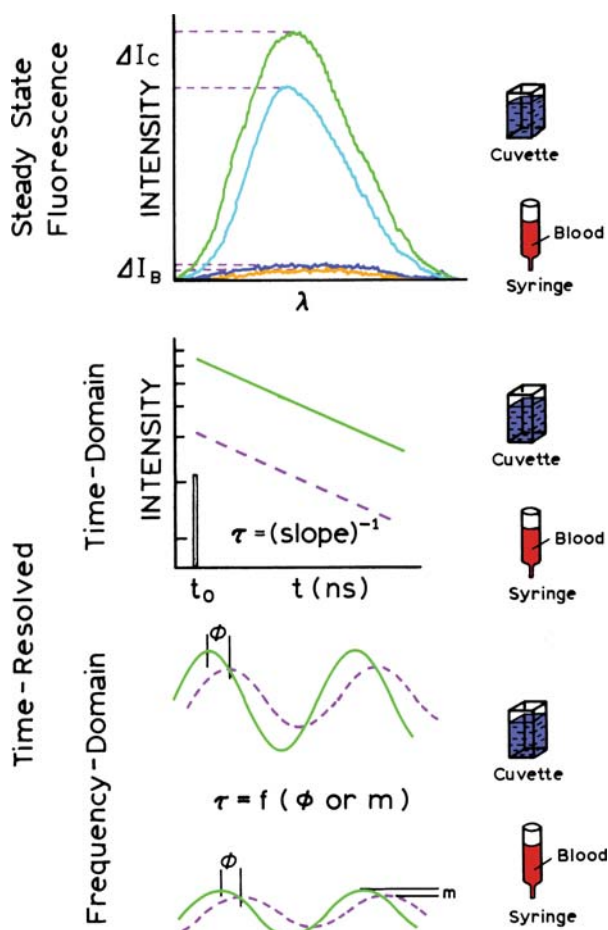 Steady State
Fluorescence
INTENSITY
ΔI_C
ΔI_B
λ
Cuvette
Blood
Syringe
Time-Resolved
Time-Domain
INTENSITY
τ = (slope)⁻¹
t₀
t (ns)
Cuvette
Blood
Syringe
Frequency-Domain
ϕ
τ = f (ϕ or m)
Cuvette
ϕ
m
Blood
Syringe